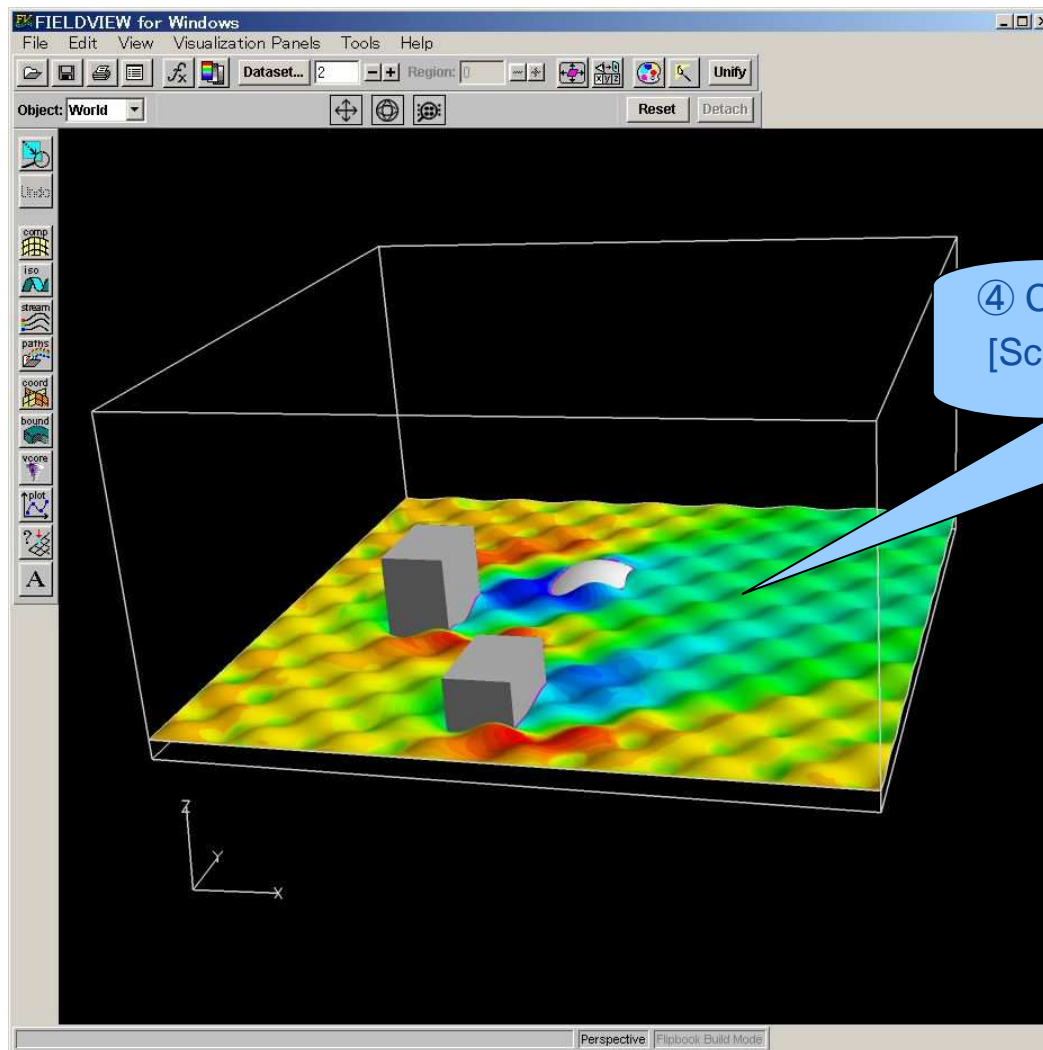 FIELDVIEW for Windows
File Edit View Visualization Panels Tools Help
Dataset... 2 Region: 0 Unify
Object: World Reset Detach
Undo
comp
iso
stream
paths
coord
bound
vcore
plot
?
A
④ C
[Sc
Z
Y
X
Perspective Flipbook Build Mode